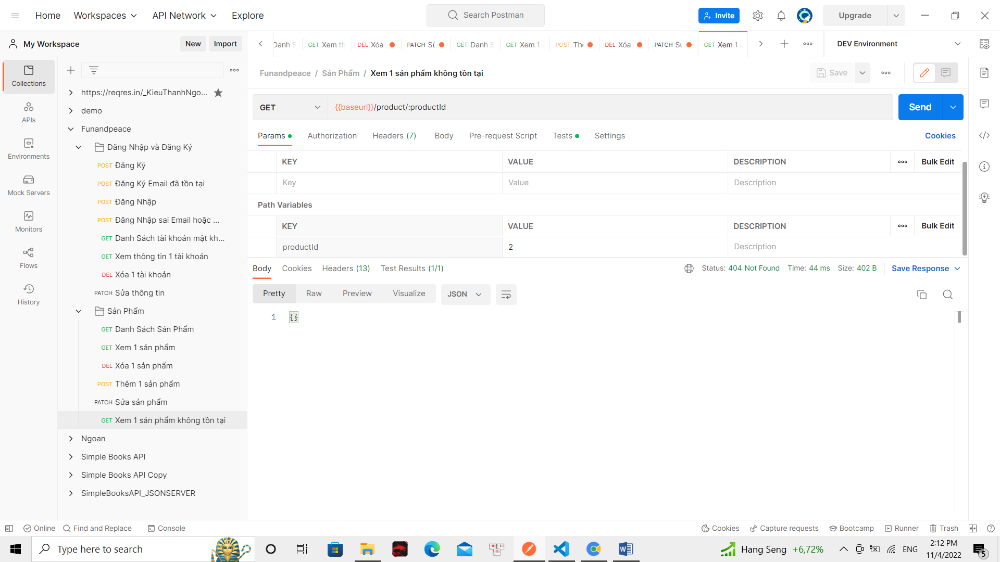 Home Workspaces API Network Explore Search Postman Invite Upgrade
My Workspace New Import
Danh S GET Xem th DEL Xóa PATCH Sử GET Danh S GET Xem 1 s POST Thê DEL Xóa PATCH Sử GET Xem 1 s DEV Environment
Collections
APIs
Environments
Mock Servers
Monitors
Flows
History
https://reqres.in/_KieuThanhNgo...
demo
Funandpeace
Đăng Nhập và Đăng Ký
POST Đăng Ký
POST Đăng Ký Email đã tồn tại
POST Đăng Nhập
POST Đăng Nhập sai Email hoặc ...
GET Danh Sách tài khoản mật kh...
GET Xem thông tin 1 tài khoản
DEL Xóa 1 tài khoản
PATCH Sửa thông tin
Sản Phẩm
GET Danh Sách Sản Phẩm
GET Xem 1 sản phẩm
DEL Xóa 1 sản phẩm
POST Thêm 1 sản phẩm
PATCH Sửa sản phẩm
GET Xem 1 sản phẩm không tồn tại
Ngoan
Simple Books API
Simple Books API Copy
SimpleBooksAPI_JSONSERVER
Funandpeace / Sản Phẩm / Xem 1 sản phẩm không tồn tại Save
GET {{baseurl}}/product/:productId Send
Params Authorization Headers (7) Body Pre-request Script Tests Settings Cookies
KEY VALUE DESCRIPTION Bulk Edit
Key Value Description
Path Variables
KEY VALUE DESCRIPTION Bulk Edit
productId 2 Description
Body Cookies Headers (13) Test Results (1/1) Status: 404 Not Found Time: 44 ms Size: 402 B Save Response
Pretty Raw Preview Visualize JSON
1 {}
Online Find and Replace Console Cookies Capture requests Bootcamp Runner Trash
Type here to search Hang Seng +6,72% ENG 2:12 PM
11/4/2022 5